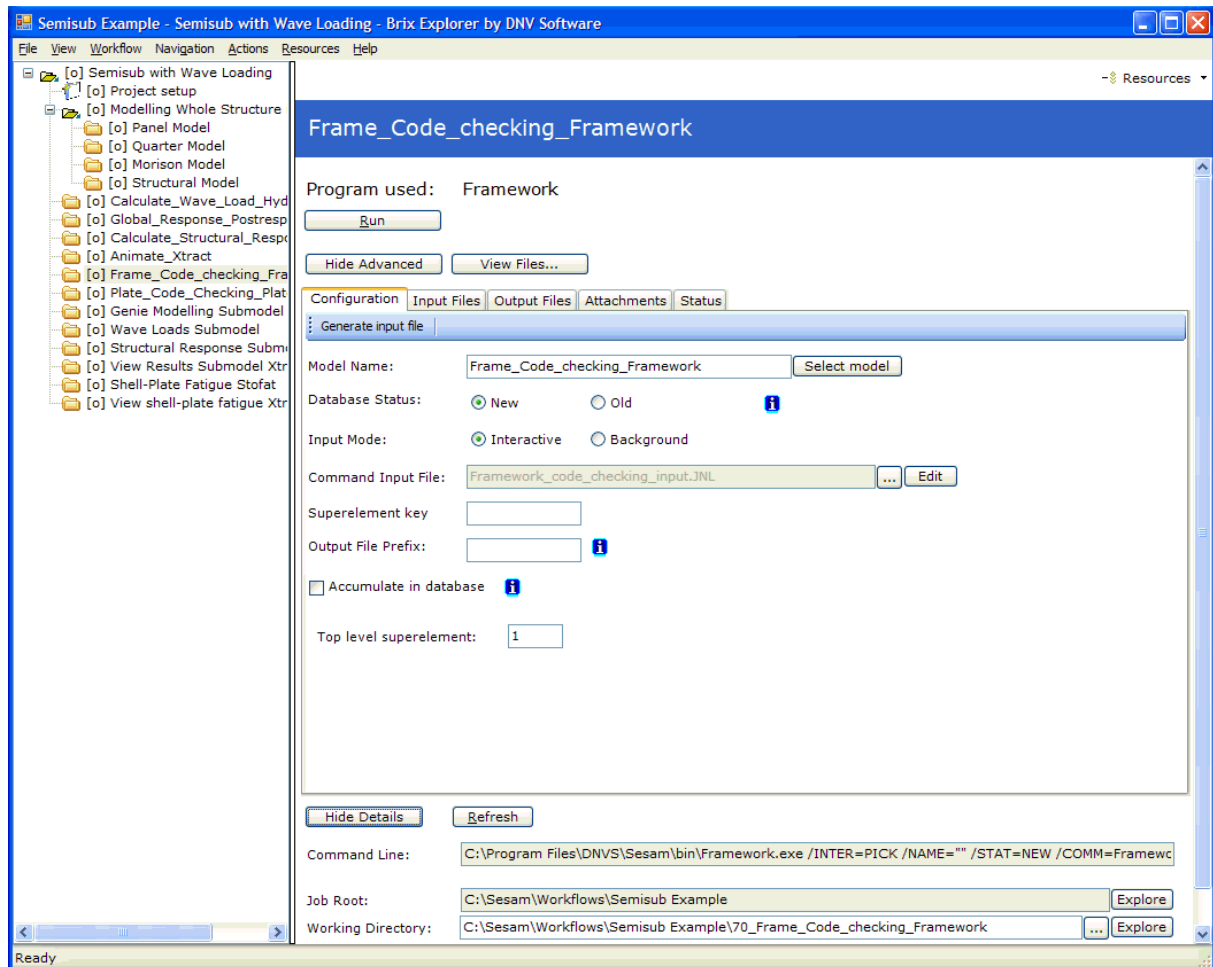 Semisub Example - Semisub with Wave Loading - Brix Explorer by DNV Software
File View Workflow Navigation Actions Resources Help
[o] Semisub with Wave Loading
[o] Project setup
[o] Modelling Whole Structure
[o] Panel Model
[o] Quarter Model
[o] Morison Model
[o] Structural Model
[o] Calculate_Wave_Load_Hyd
[o] Global_Response_Postresp
[o] Calculate_Structural_Respo
[o] Animate_Xtract
[o] Frame_Code_checking_Fra
[o] Plate_Code_Checking_Plat
[o] Genie Modelling Submodel
[o] Wave Loads Submodel
[o] Structural Response Subm
[o] View Results Submodel Xtr
[o] Shell-Plate Fatigue Stofat
[o] View shell-plate fatigue Xtr
Resources
Frame_Code_checking_Framework
Program used: Framework
Run
Hide Advanced View Files...
Configuration Input Files Output Files Attachments Status
Generate input file
Model Name: Frame_Code_checking_Framework Select model
Database Status: New Old
Input Mode: Interactive Background
Command Input File: Framework_code_checking_input.JNL ... Edit
Superelement key
Output File Prefix:
Accumulate in database
Top level superelement: 1
Hide Details Refresh
Command Line: C:\Program Files\DNVS\Sesam\bin\Framework.exe /INTER=PICK /NAME="" /STAT=NEW /COMM=Framewc
Job Root: C:\Sesam\Workflows\Semisub Example Explore
Working Directory: C:\Sesam\Workflows\Semisub Example\70_Frame_Code_checking_Framework ... Explore
Ready